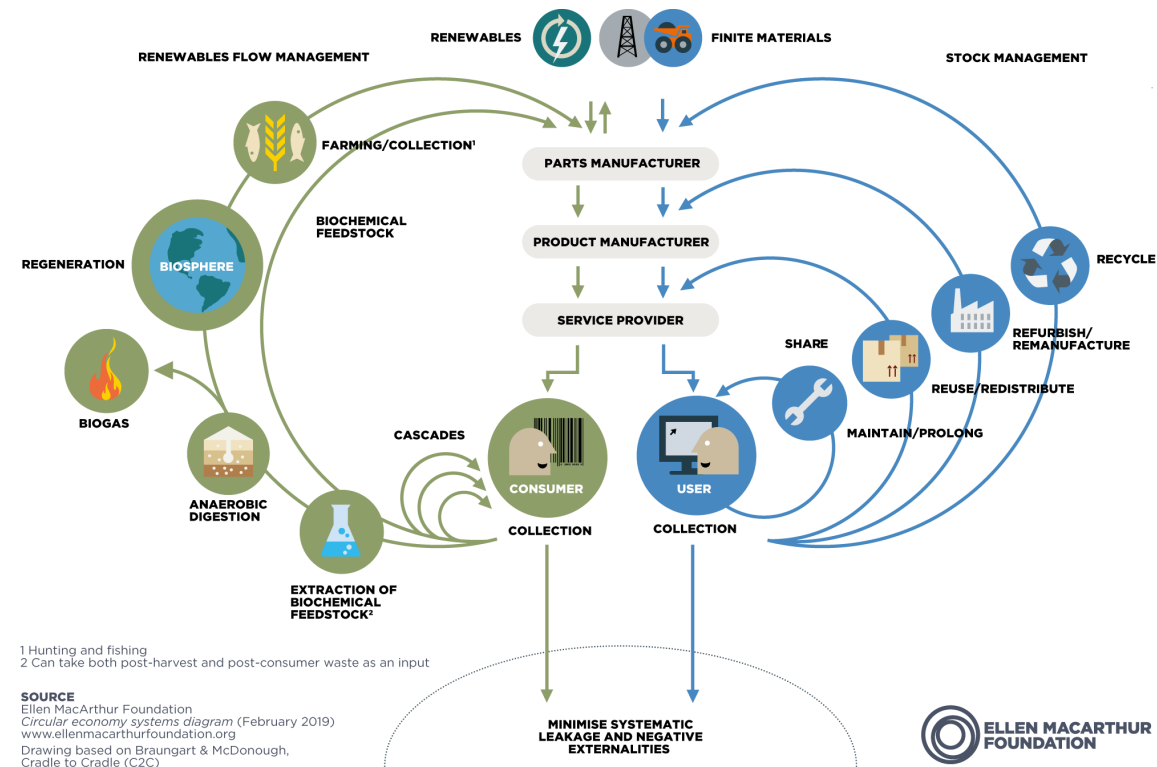 RENEWABLES
FINITE MATERIALS
RENEWABLES FLOW MANAGEMENT
STOCK MANAGEMENT
FARMING/COLLECTION¹
PARTS MANUFACTURER
BIOCHEMICAL
FEEDSTOCK
PRODUCT MANUFACTURER
REGENERATION
BIOSPHERE
RECYCLE
SERVICE PROVIDER
SHARE
REFURBISH/
REMANUFACTURE
REUSE/REDISTRIBUTE
BIOGAS
CASCADES
MAINTAIN/PROLONG
CONSUMER
USER
ANAEROBIC
DIGESTION
COLLECTION
COLLECTION
EXTRACTION OF
BIOCHEMICAL
FEEDSTOCK²
1 Hunting and fishing
2 Can take both post-harvest and post-consumer waste as an input
SOURCE
Ellen MacArthur Foundation
Circular economy systems diagram (February 2019)
www.ellenmacarthurfoundation.org
Drawing based on Braungart & McDonough,
Cradle to Cradle (C2C)
MINIMISE SYSTEMATIC
LEAKAGE AND NEGATIVE
EXTERNALITIES
ELLEN MACARTHUR
FOUNDATION